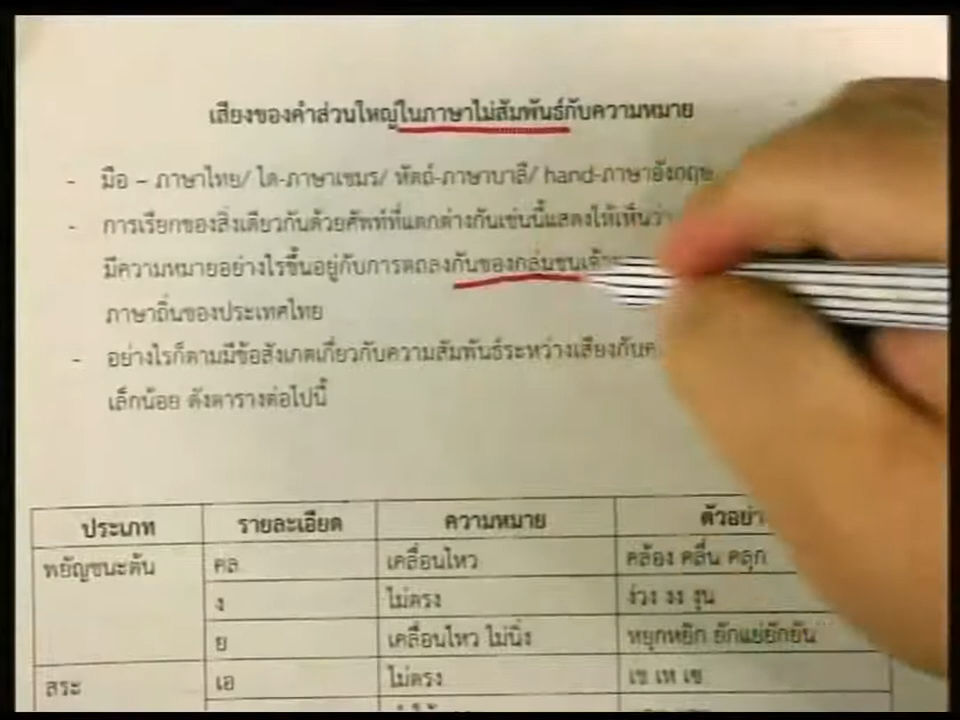 เสียงของคำส่วนใหญ่ในภาษาไม่สัมพันธ์กับความหมาย
- มือ – ภาษาไทย/ ได-ภาษาเขมร/ หัตถ์-ภาษาบาลี/ hand-ภาษาอังกฤษ
- การเรียกของสิ่งเดียวกันด้วยศัพท์ที่แตกต่างกันเช่นนี้แสดงให้เห็นว่า
มีความหมายอย่างไรขึ้นอยู่กับการตกลงกันของกลุ่มชนเจ้า
ภาษาถิ่นของประเทศไทย
- อย่างไรก็ตามมีข้อสังเกตเกี่ยวกับความสัมพันธ์ระหว่างเสียงกับ
เล็กน้อย ดังตารางต่อไปนี้
ประเภท รายละเอียด ความหมาย ตัวอย่า
พยัญชนะต้น คล เคลื่อนไหว คล้อง คลื่น คลุก
ง ไม่ตรง ง่วง งง งุน
ย เคลื่อนไหว ไม่นิ่ง หยุกหยิก ยักแย่ยักยัน
สระ เอ ไม่ตรง เข เห เซ